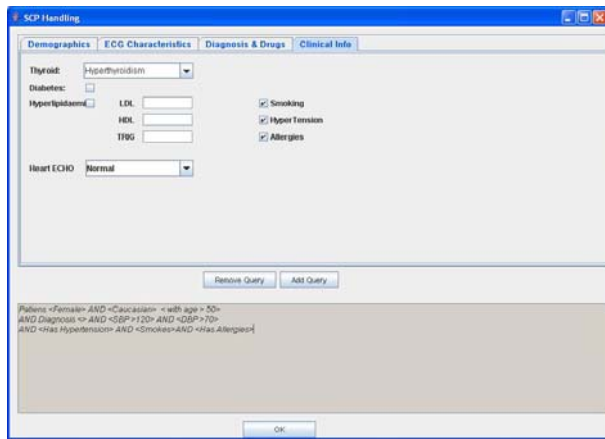 SCP Handling
Demographics ECG Characteristics Diagnosis & Drugs Clinical Info
Thyroid: Hyperthyroidism
Diabetes:
Hyperlipidaemi LDL Smoking
HDL HyperTension
TRIG Allergies
Heart ECHO Normal
Remove Query Add Query
Patiens <Female> AND <Caucasian> < with age > 50>
AND Diagnosis <> AND <SBP >120> AND <DBP >70>
AND <Has Hypertension> AND <Smokes>AND <Has Allergies>
OK